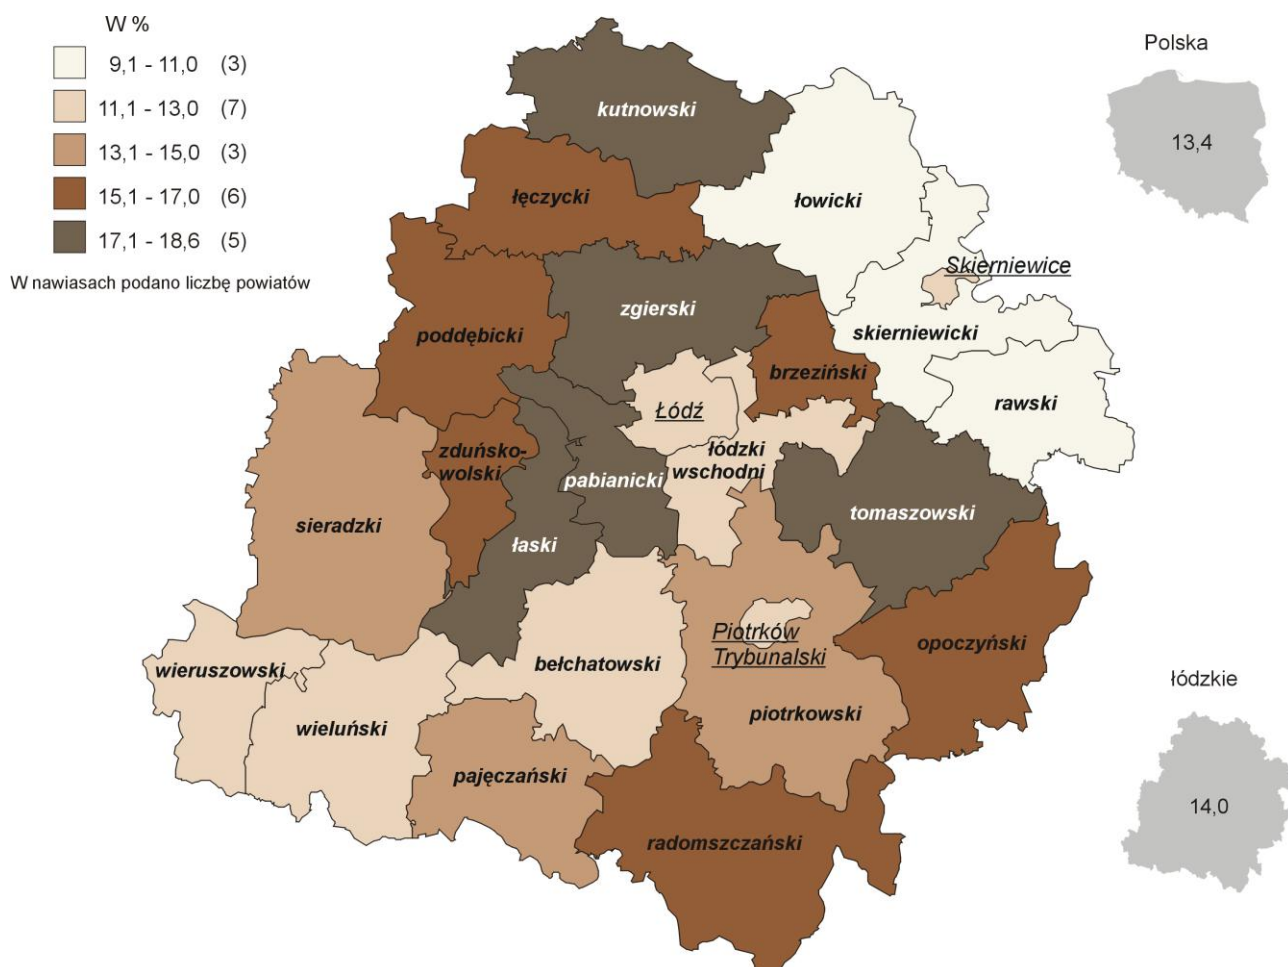 W %
9,1 - 11,0 (3)
11,1 - 13,0 (7)
13,1 - 15,0 (3)
15,1 - 17,0 (6)
17,1 - 18,6 (5)
W nawiasach podano liczbę powiatów
Polska
13,4
kutnowski
łęczycki
łowicki
Skierniewice
zgierski
skierniewicki
poddębicki
brzeziński
rawski
Łódź
zduńsko-
wolski
łódzki
wschodni
pabianicki
sieradzki
łaski
tomaszowski
Piotrków
Trybunalski
opoczyński
wieruszowski
bełchatowski
wieluński
piotrkowski
pajęczański
radomszczański
łódzkie
14,0